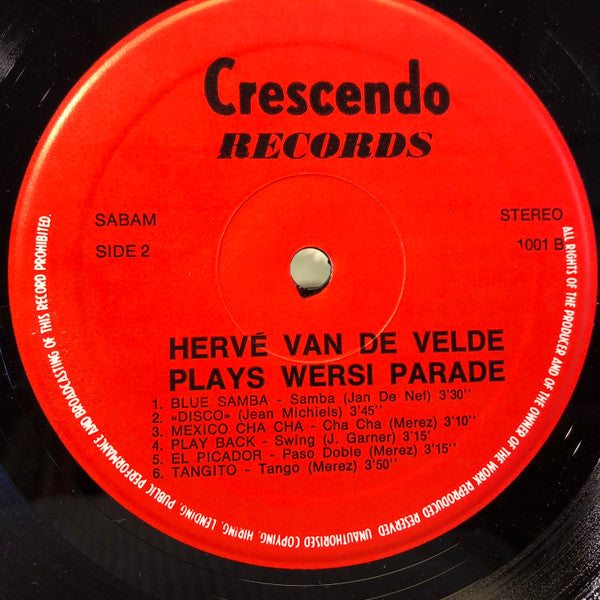 Crescendo
RECORDS
SABAM
STEREO
SIDE 2
1001 B
HERVÉ VAN DE VELDE
PLAYS WERSI PARADE
1. BLUE SAMBA - Samba (Jan De Nef) 3'30''
2. «DISCO» (Jean Michiels) 3'45''
3. MEXICO CHA CHA - Cha Cha (Merez) 3'10''
4. PLAY BACK - Swing (J. Garner) 3'15'
5. EL PICADOR - Paso Doble (Merez) 3'15''
6. TANGITO - Tango (Merez) 3'50''
ALL RIGHTS OF THE PRODUCER AND OF THE OWNER OF THE WORK REPRODUCED RESERVED UNAUTHORISED COPYING, HIRING, LENDING, PUBLIC PERFORMANCE AND BROADCASTING OF THIS RECORD PROHIBITED.